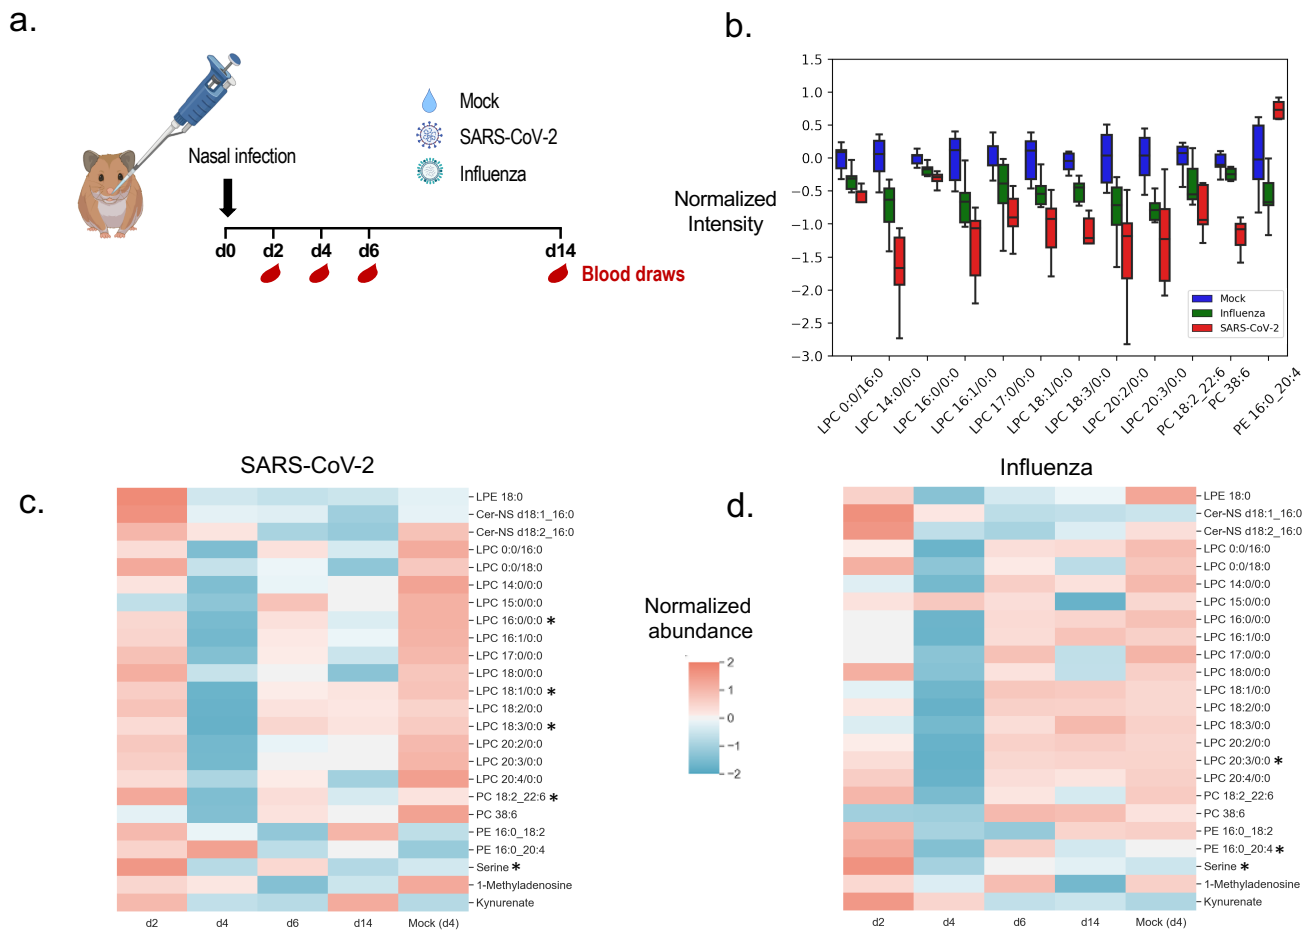 a.
Nasal infection
Mock
SARS-CoV-2
Influenza
d0
d2
d4
d6
d14
Blood draws
b.
Normalized
Intensity
1.5
1.0
0.5
0.0
−0.5
−1.0
−1.5
−2.0
−2.5
−3.0
Mock
Influenza
SARS-CoV-2
LPC 0:0/16:0
LPC 14:0/0:0
LPC 16:0/0:0
LPC 16:1/0:0
LPC 17:0/0:0
LPC 18:1/0:0
LPC 18:3/0:0
LPC 20:2/0:0
LPC 20:3/0:0
PC 18:2_22:6
PC 38:6
PE 16:0_20:4
c.
SARS-CoV-2
LPE 18:0
Cer-NS d18:1_16:0
Cer-NS d18:2_16:0
LPC 0:0/16:0
LPC 0:0/18:0
LPC 14:0/0:0
LPC 15:0/0:0
LPC 16:0/0:0 *
LPC 16:1/0:0
LPC 17:0/0:0
LPC 18:0/0:0
LPC 18:1/0:0 *
LPC 18:2/0:0
LPC 18:3/0:0 *
LPC 20:2/0:0
LPC 20:3/0:0
LPC 20:4/0:0
PC 18:2_22:6 *
PC 38:6
PE 16:0_18:2
PE 16:0_20:4
Serine *
1-Methyladenosine
Kynurenate
d2
d4
d6
d14
Mock (d4)
Normalized
abundance
2
1
0
−1
−2
d.
Influenza
LPE 18:0
Cer-NS d18:1_16:0
Cer-NS d18:2_16:0
LPC 0:0/16:0
LPC 0:0/18:0
LPC 14:0/0:0
LPC 15:0/0:0
LPC 16:0/0:0
LPC 16:1/0:0
LPC 17:0/0:0
LPC 18:0/0:0
LPC 18:1/0:0
LPC 18:2/0:0
LPC 18:3/0:0
LPC 20:2/0:0
LPC 20:3/0:0 *
LPC 20:4/0:0
PC 18:2_22:6
PC 38:6
PE 16:0_18:2
PE 16:0_20:4 *
Serine *
1-Methyladenosine
Kynurenate
d2
d4
d6
d14
Mock (d4)